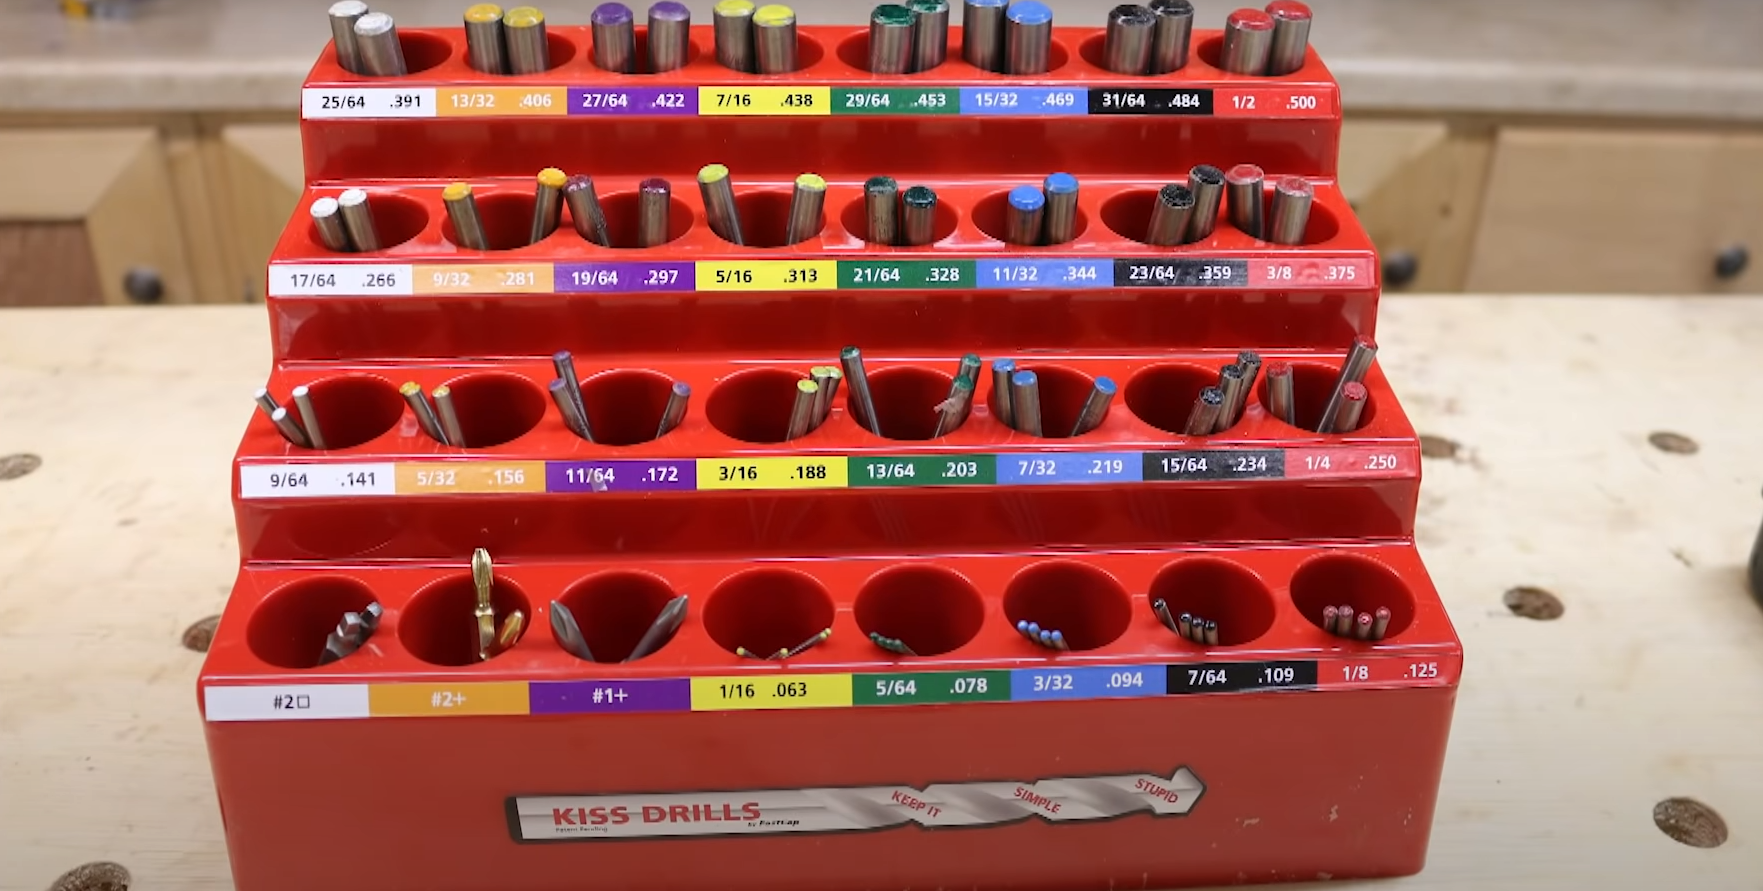 25/64 .391 13/32 .406 27/64 .422 7/16 .438 29/64 .453 15/32 .469 31/64 .484 1/2 .500
17/64 .266 9/32 .281 19/64 .297 5/16 .313 21/64 .328 11/32 .344 23/64 .359 3/8 .375
9/64 .141 5/32 .156 11/64 .172 3/16 .188 13/64 .203 7/32 .219 15/64 .234 1/4 .250
#2□ #2+ #1+ 1/16 .063 5/64 .078 3/32 .094 7/64 .109 1/8 .125
KISS DRILLS KEEP IT SIMPLE STUPID
Patent Pending by FastCap